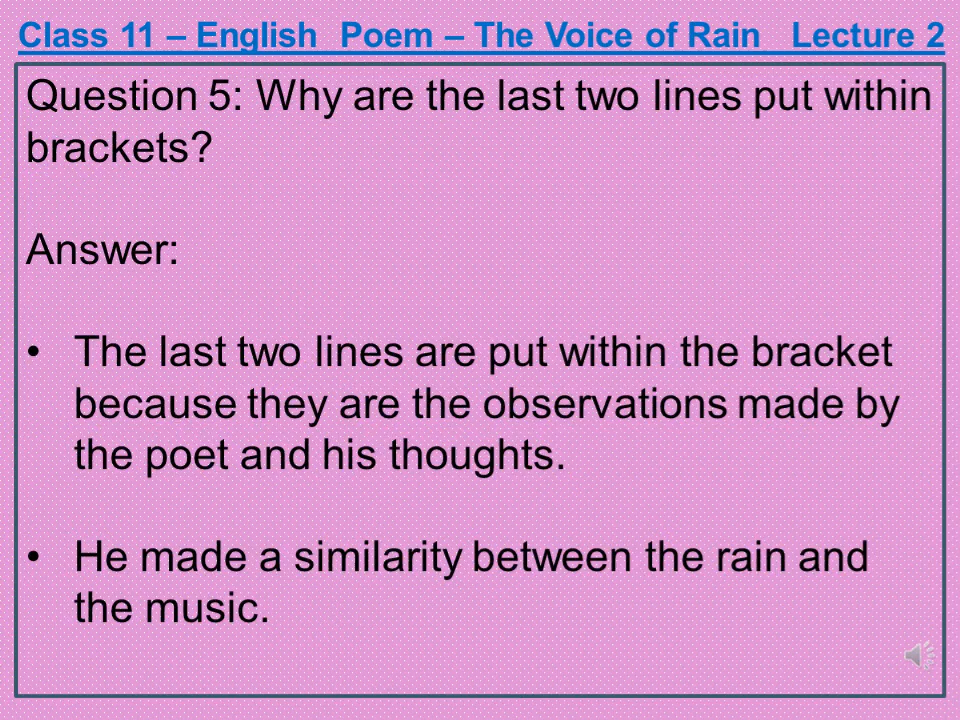 Class 11 – English  Poem – The Voice of Rain   Lecture 2
Question 5: Why are the last two lines put within
brackets?
Answer:
• The last two lines are put within the bracket
because they are the observations made by
the poet and his thoughts.
• He made a similarity between the rain and
the music.